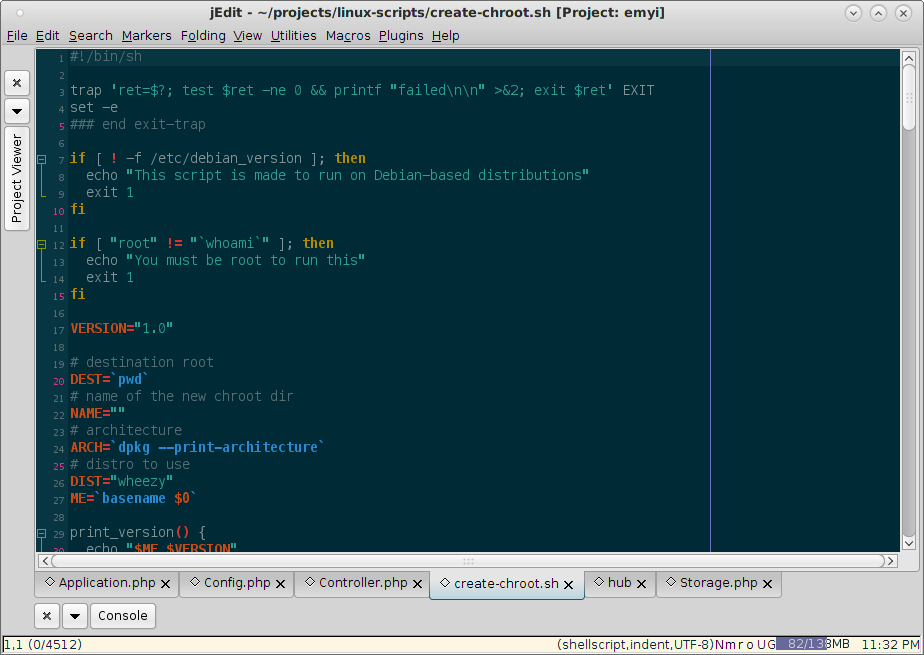 jEdit - ~/projects/linux-scripts/create-chroot.sh [Project: emyi]
File Edit Search Markers Folding View Utilities Macros Plugins Help
Project Viewer
1 #!/bin/sh
2
3 trap 'ret=$?; test $ret -ne 0 && printf "failed\n\n" >&2; exit $ret' EXIT
4 set -e
5 ### end exit-trap
6
7 if [ ! -f /etc/debian_version ]; then
8   echo "This script is made to run on Debian-based distributions"
9   exit 1
10 fi
11
12 if [ "root" != "`whoami`" ]; then
13   echo "You must be root to run this"
14   exit 1
15 fi
16
17 VERSION="1.0"
18
19 # destination root
20 DEST=`pwd`
21 # name of the new chroot dir
22 NAME=""
23 # architecture
24 ARCH=`dpkg --print-architecture`
25 # distro to use
26 DIST="wheezy"
27 ME=`basename $0`
28
29 print_version() {
30   echo "$ME $VERSION"
Application.php Config.php Controller.php create-chroot.sh hub Storage.php
Console
1,1 (0/4512) (shellscript,indent,UTF-8)Nm r o UG 82/138MB 11:32 PM